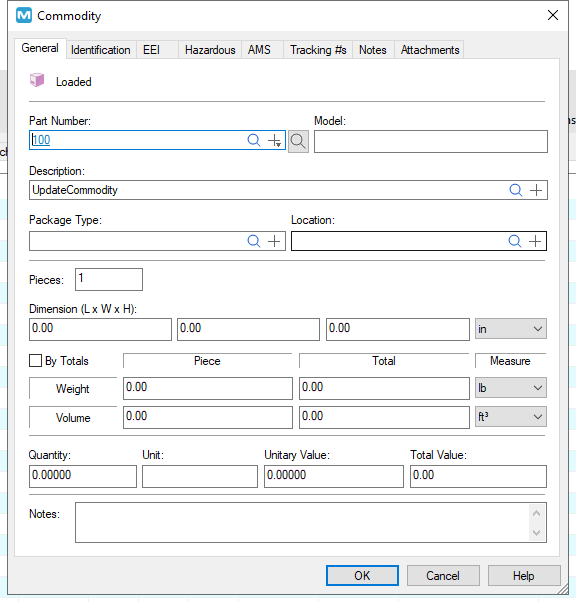 Commodity
General Identification EEI Hazardous AMS Tracking #s Notes Attachments
Loaded
Part Number: Model:
100
Description:
UpdateCommodity
Package Type: Location:
Pieces: 1
Dimension (L x W x H):
0.00 0.00 0.00 in
By Totals Piece Total Measure
Weight 0.00 0.00 lb
Volume 0.00 0.00 ft³
Quantity: Unit: Unitary Value: Total Value:
0.00000 0.00000 0.00
Notes:
OK Cancel Help